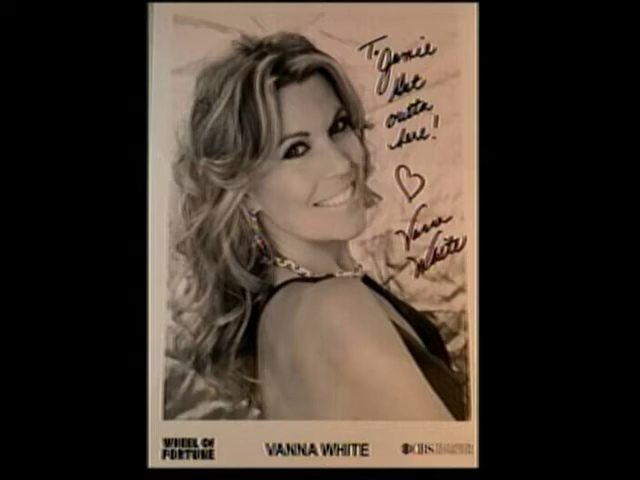 To Jamie
Get
outta
here!
Vanna
White
WHEEL OF
FORTUNE
VANNA WHITE
CBS